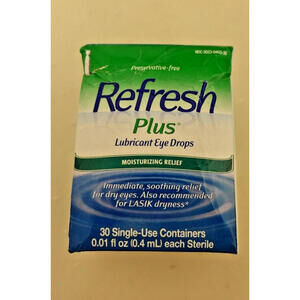 Preservative-free
Refresh
Plus®
Lubricant Eye Drops
MOISTURIZING RELIEF
Immediate, soothing relief
for dry eyes. Also recommended
for LASIK dryness*
30 Single-Use Containers
0.01 fl oz (0.4 mL) each Sterile